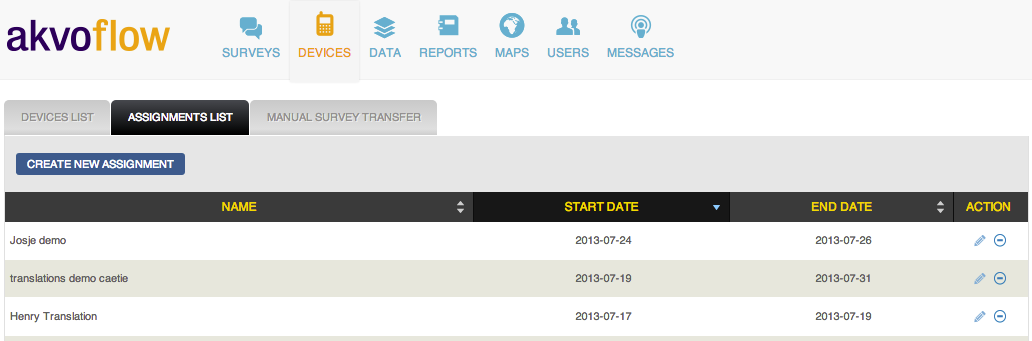 akvoflow
SURVEYS DEVICES DATA REPORTS MAPS USERS MESSAGES
DEVICES LIST ASSIGNMENTS LIST MANUAL SURVEY TRANSFER
CREATE NEW ASSIGNMENT
NAME START DATE END DATE ACTION
Josje demo 2013-07-24 2013-07-26
translations demo caetie 2013-07-19 2013-07-31
Henry Translation 2013-07-17 2013-07-19